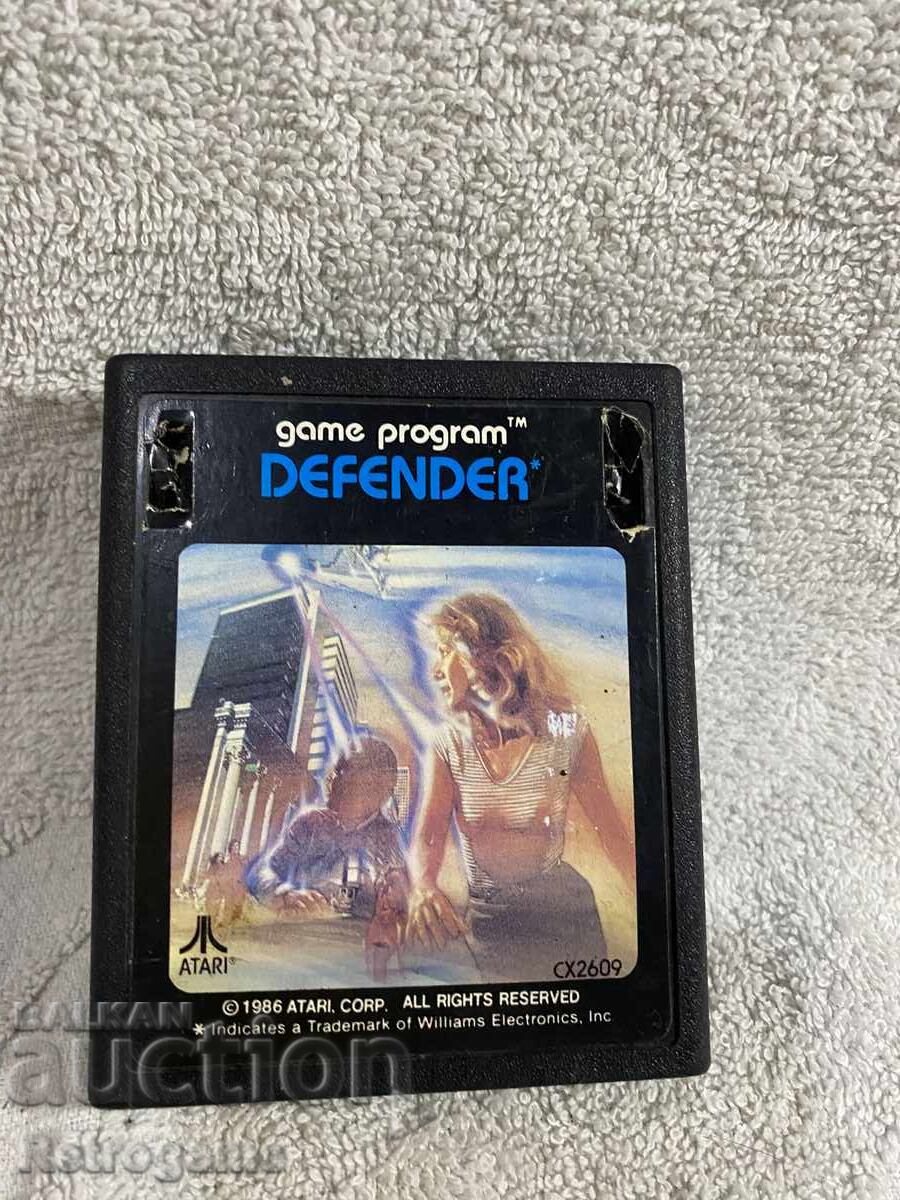 game program™
DEFENDER*
ATARI®
CX2609
© 1986 ATARI, CORP. ALL RIGHTS RESERVED
* Indicates a Trademark of Williams Electronics, Inc
BALKAN
auction